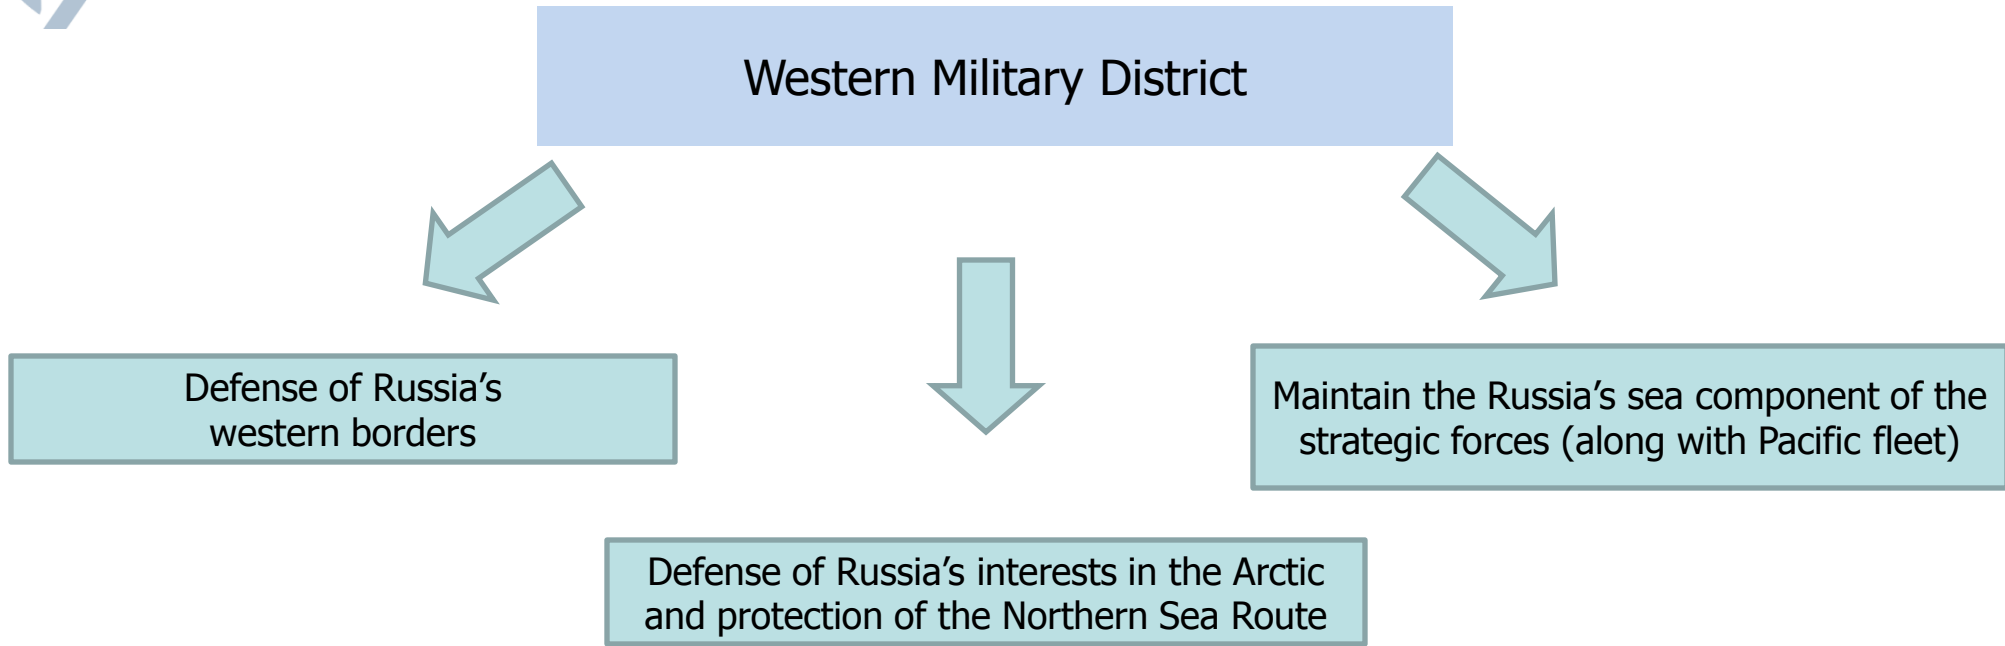 Western Military District
Defense of Russia’s
western borders
Maintain the Russia’s sea component of the
strategic forces (along with Pacific fleet)
Defense of Russia’s interests in the Arctic
and protection of the Northern Sea Route